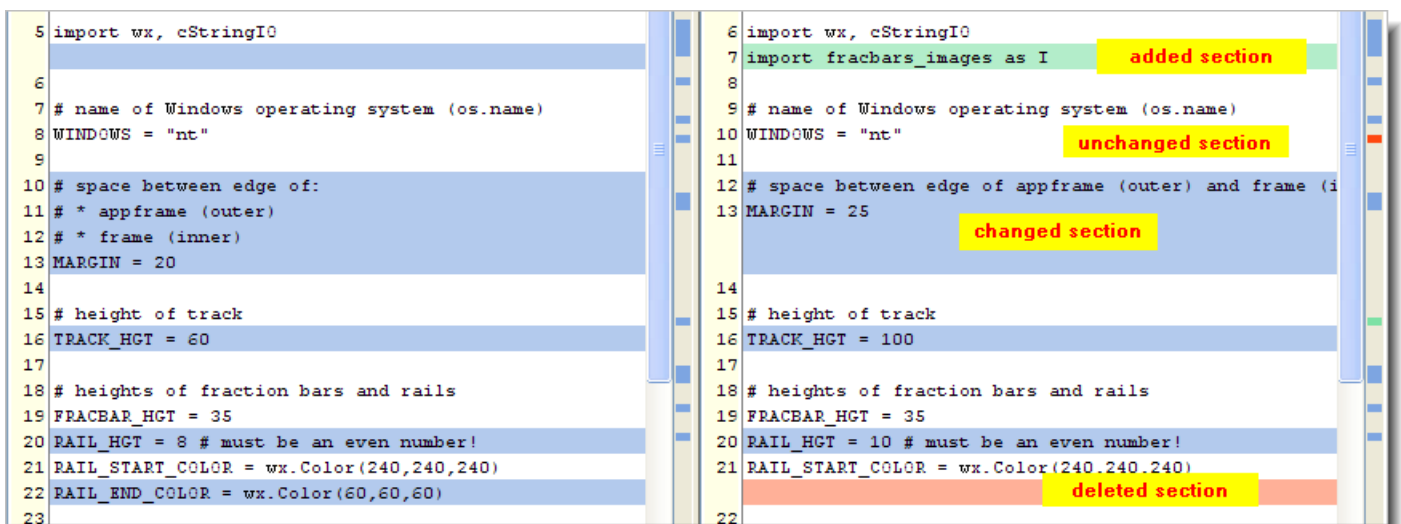 5 import wx, cStringIO
6
7 # name of Windows operating system (os.name)
8 WINDOWS = "nt"
9
10 # space between edge of:
11 # * appframe (outer)
12 # * frame (inner)
13 MARGIN = 20
14
15 # height of track
16 TRACK_HGT = 60
17
18 # heights of fraction bars and rails
19 FRACBAR_HGT = 35
20 RAIL_HGT = 8 # must be an even number!
21 RAIL_START_COLOR = wx.Color(240,240,240)
22 RAIL_END_COLOR = wx.Color(60,60,60)
23
6 import wx, cStringIO
7 import fracbars_images as I added section
8
9 # name of Windows operating system (os.name)
10 WINDOWS = "nt" unchanged section
11
12 # space between edge of appframe (outer) and frame (i
13 MARGIN = 25
changed section
14
15 # height of track
16 TRACK_HGT = 100
17
18 # heights of fraction bars and rails
19 FRACBAR_HGT = 35
20 RAIL_HGT = 10 # must be an even number!
21 RAIL_START_COLOR = wx.Color(240,240,240)
deleted section
22